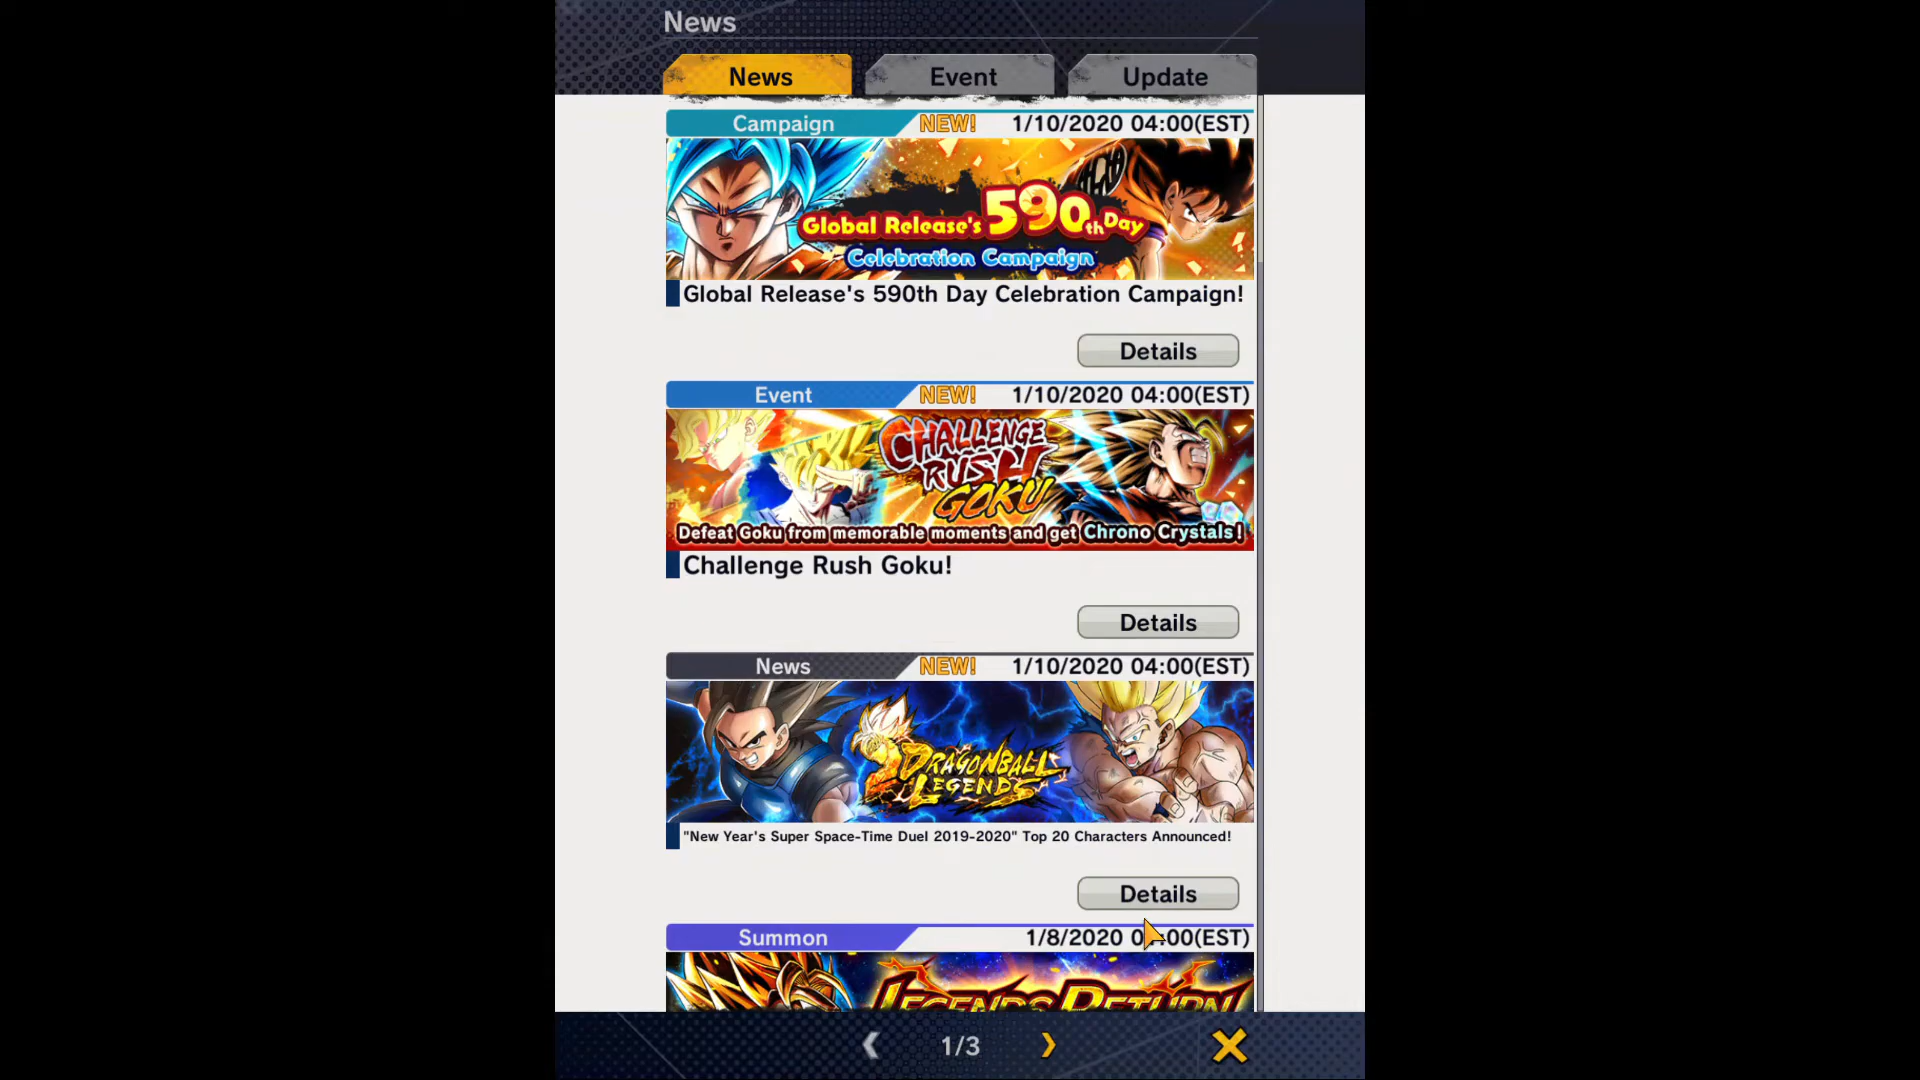 News
News Event Update
Campaign NEW! 1/10/2020 04:00(EST)
Global Release's 590th Day
Celebration Campaign
Global Release's 590th Day Celebration Campaign!
Details
Event NEW! 1/10/2020 04:00(EST)
CHALLENGE
RUSH
GOKU
Defeat Goku from memorable moments and get Chrono Crystals!
Challenge Rush Goku!
Details
News NEW! 1/10/2020 04:00(EST)
DRAGONBALL
LEGENDS
"New Year's Super Space-Time Duel 2019-2020" Top 20 Characters Announced!
Details
Summon 1/8/2020 :00(EST)
LEGENDS RETURN
1/3